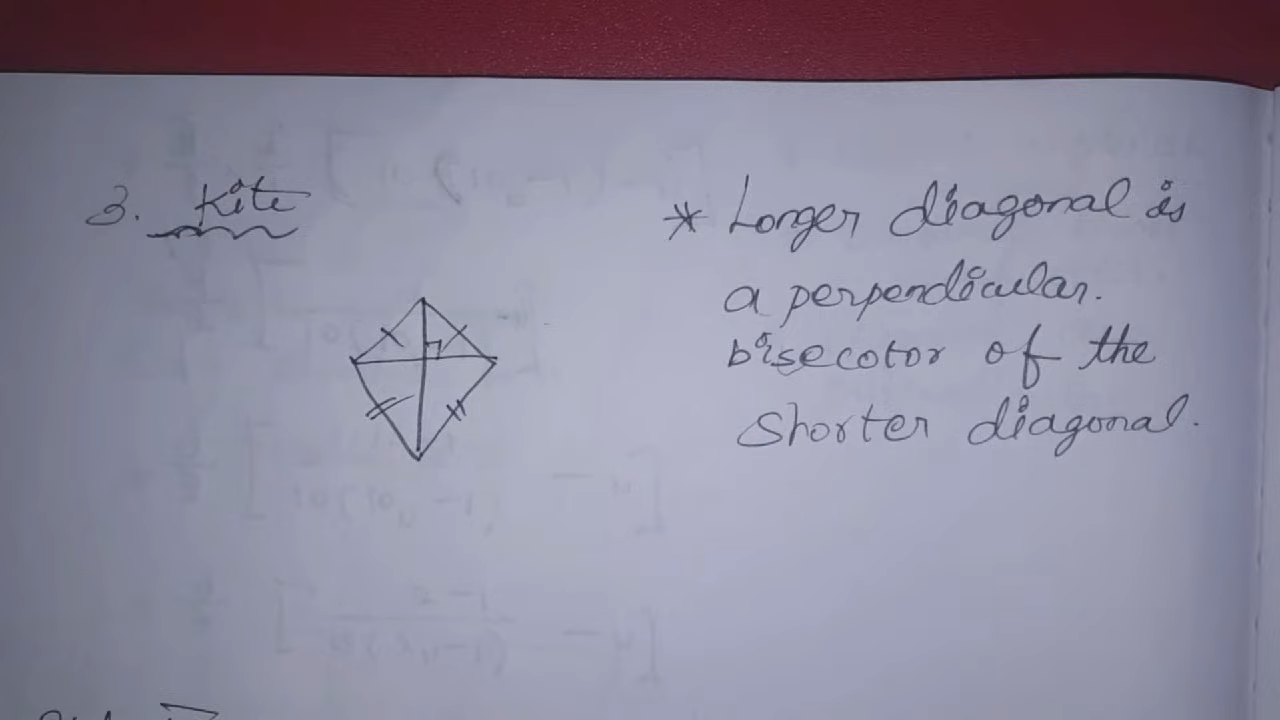 3. Kite
* Longer diagonal is
a perpendicular.
bisecotor of the
shorter diagonal.